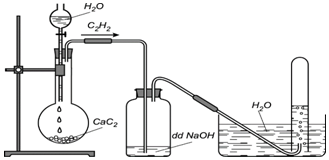 H₂O
C₂H₂
CaC₂
dd NaOH
H₂O